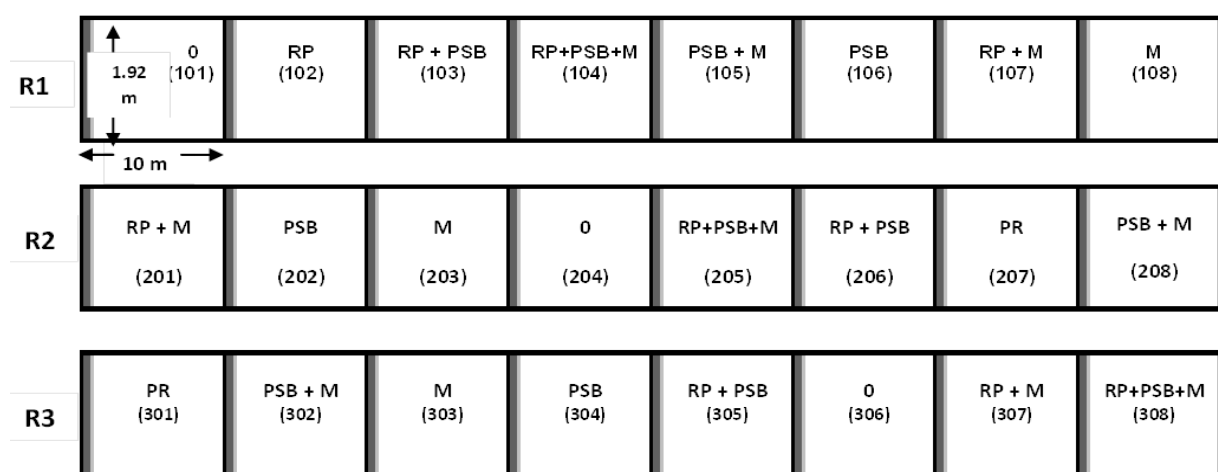 R1
1.92
m
0
(101)
RP
(102)
RP + PSB
(103)
RP+PSB+M
(104)
PSB + M
(105)
PSB
(106)
RP + M
(107)
M
(108)
10 m
R2
RP + M
(201)
PSB
(202)
M
(203)
0
(204)
RP+PSB+M
(205)
RP + PSB
(206)
PR
(207)
PSB + M
(208)
R3
PR
(301)
PSB + M
(302)
M
(303)
PSB
(304)
RP + PSB
(305)
0
(306)
RP + M
(307)
RP+PSB+M
(308)